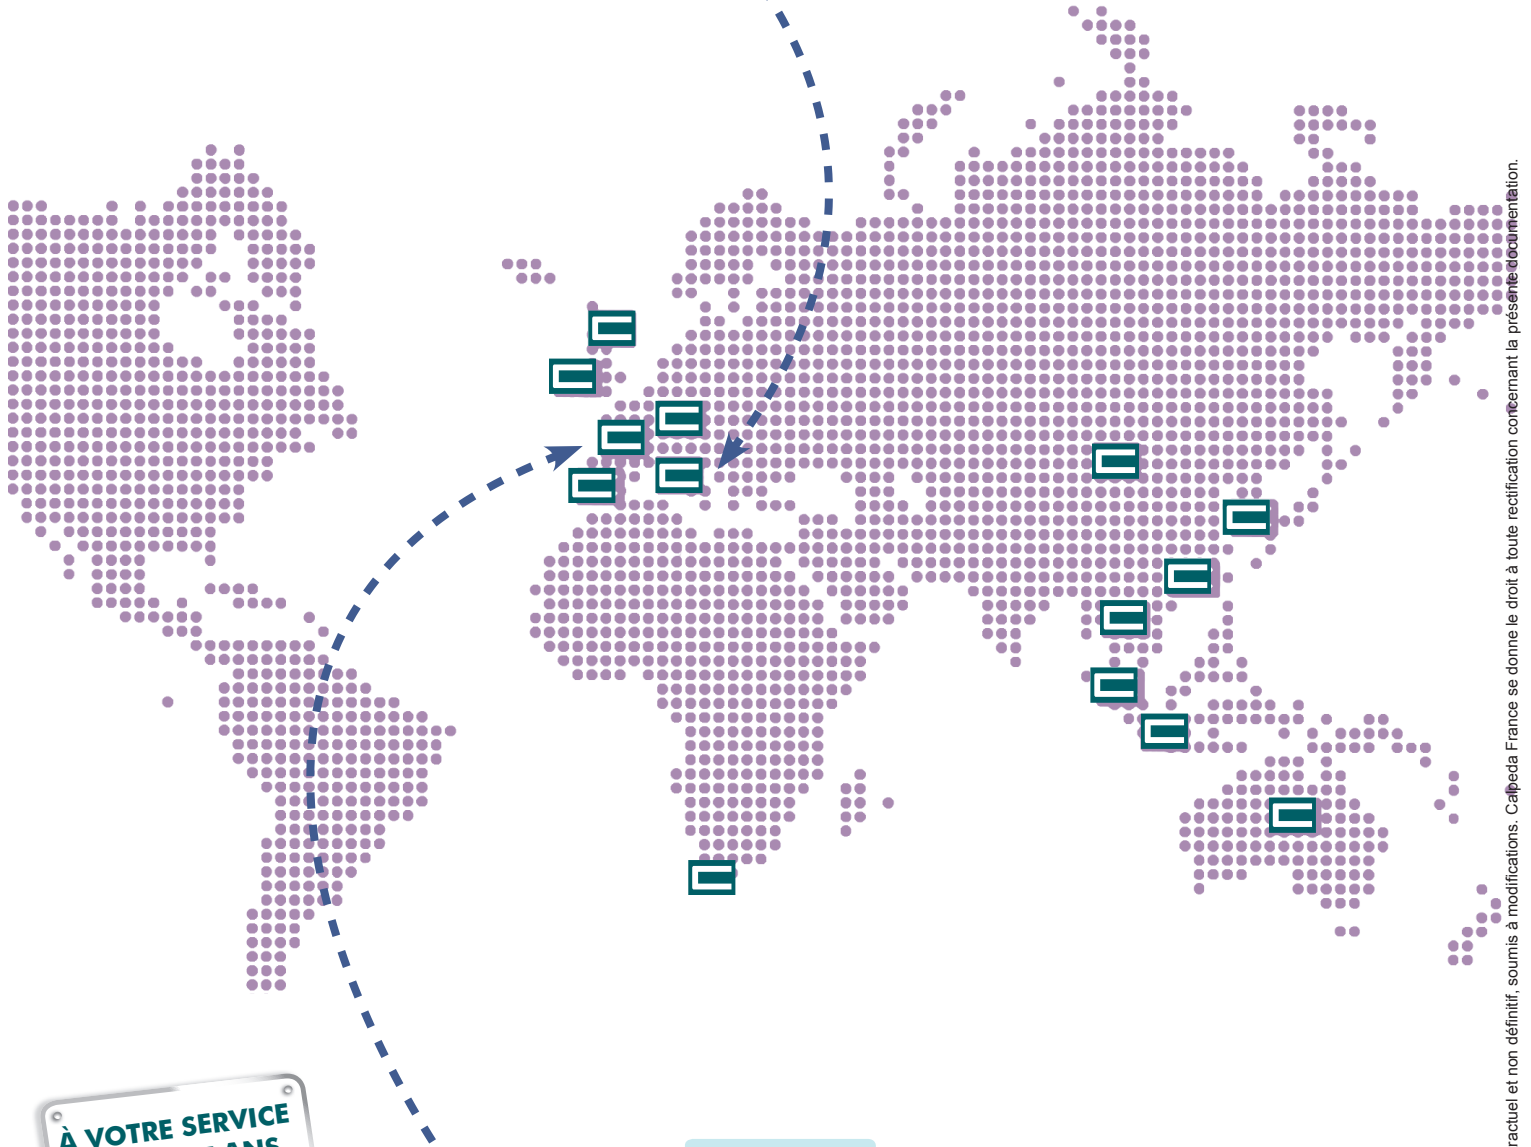 À VOTRE SERVICE
ANS
ractuel et non définitif, soumis à modifications. Calpeda France se donne le droit à toute rectification concernant la présente documentation.